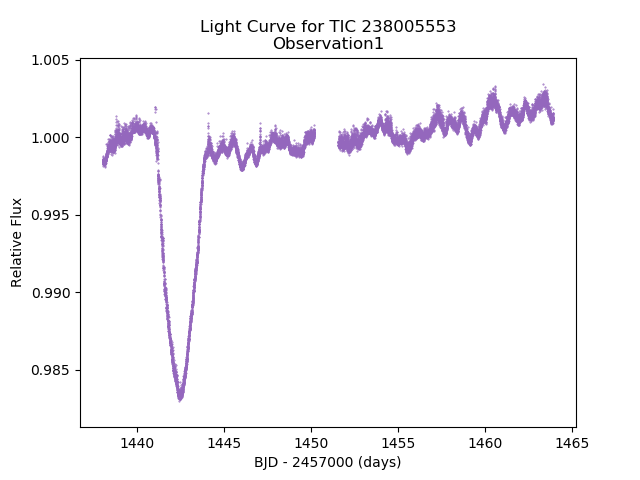 Light Curve for TIC 238005553
Observation1
1.005
1.000
0.995
0.990
0.985
Relative Flux
1440
1445
1450
1455
1460
1465
BJD - 2457000 (days)